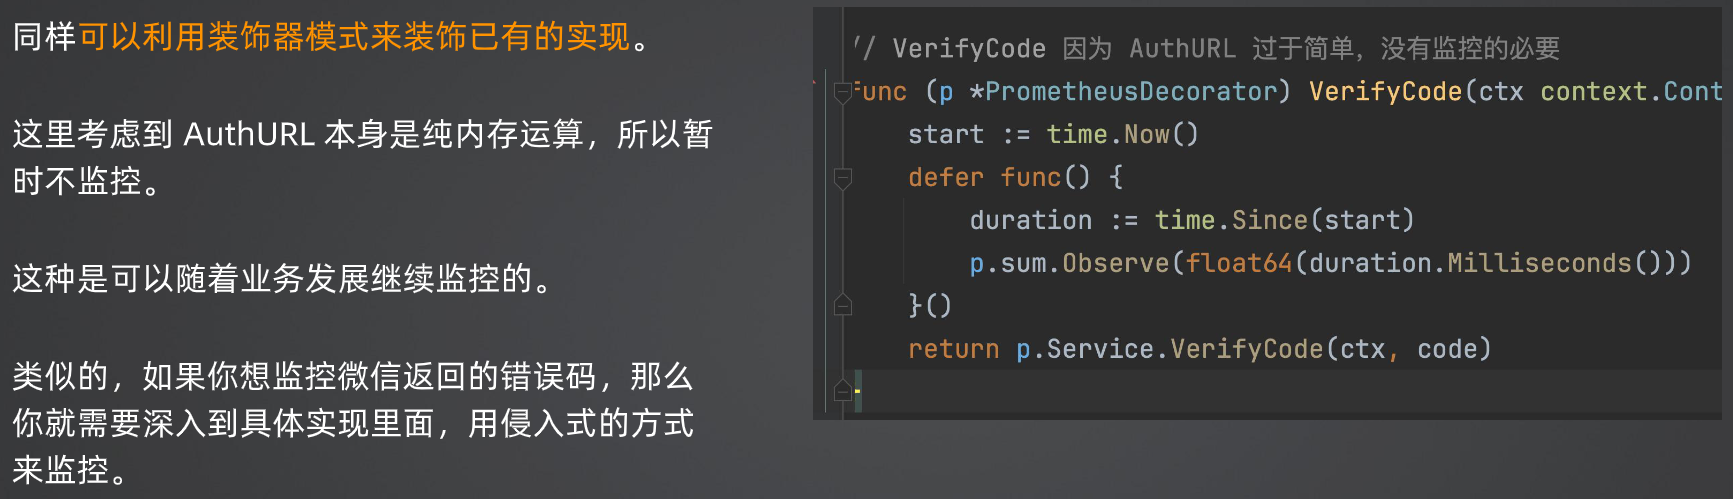 同样可以利用装饰器模式来装饰已有的实现。
这里考虑到 AuthURL 本身是纯内存运算，所以暂
时不监控。
这种是可以随着业务发展继续监控的。
类似的，如果你想监控微信返回的错误码，那么
你就需要深入到具体实现里面，用侵入式的方式
来监控。
// VerifyCode 因为 AuthURL 过于简单，没有监控的必要
func (p *PrometheusDecorator) VerifyCode(ctx context.Cont
start := time.Now()
defer func() {
duration := time.Since(start)
p.sum.Observe(float64(duration.Milliseconds()))
}()
return p.Service.VerifyCode(ctx, code)